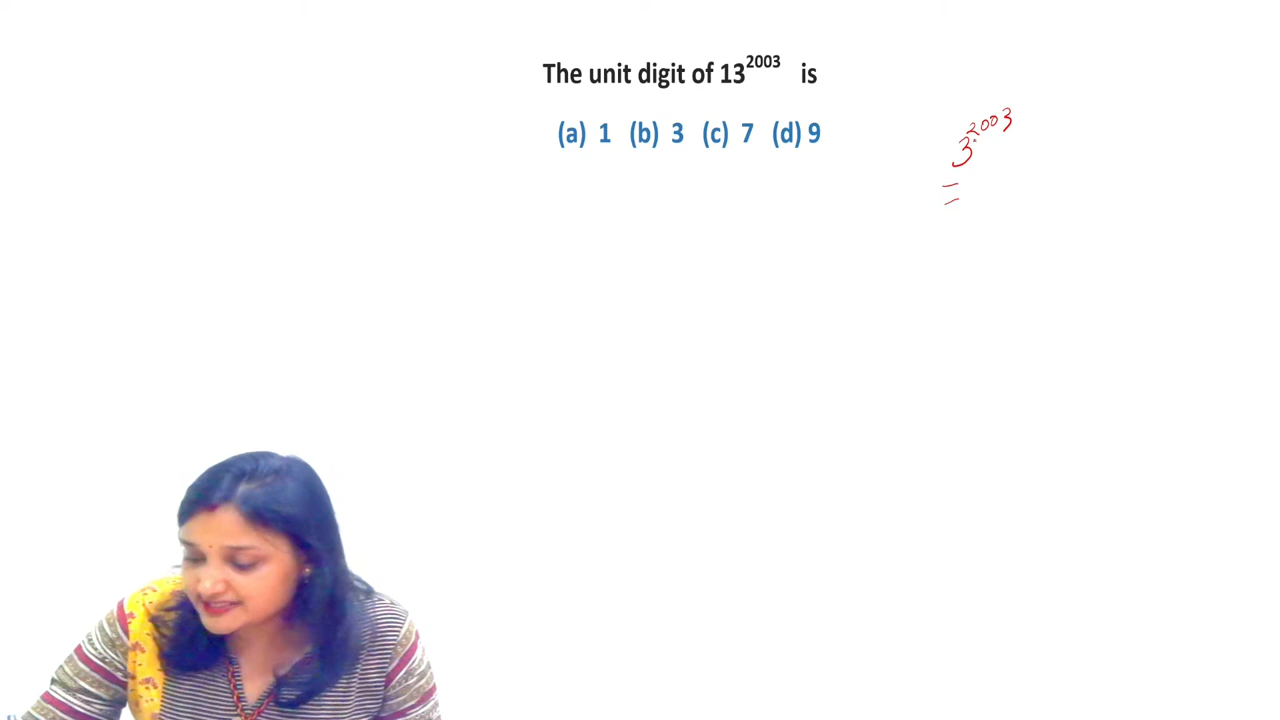 The unit digit of 13^2003 is
(a) 1 (b) 3 (c) 7 (d) 9
3^2003
=